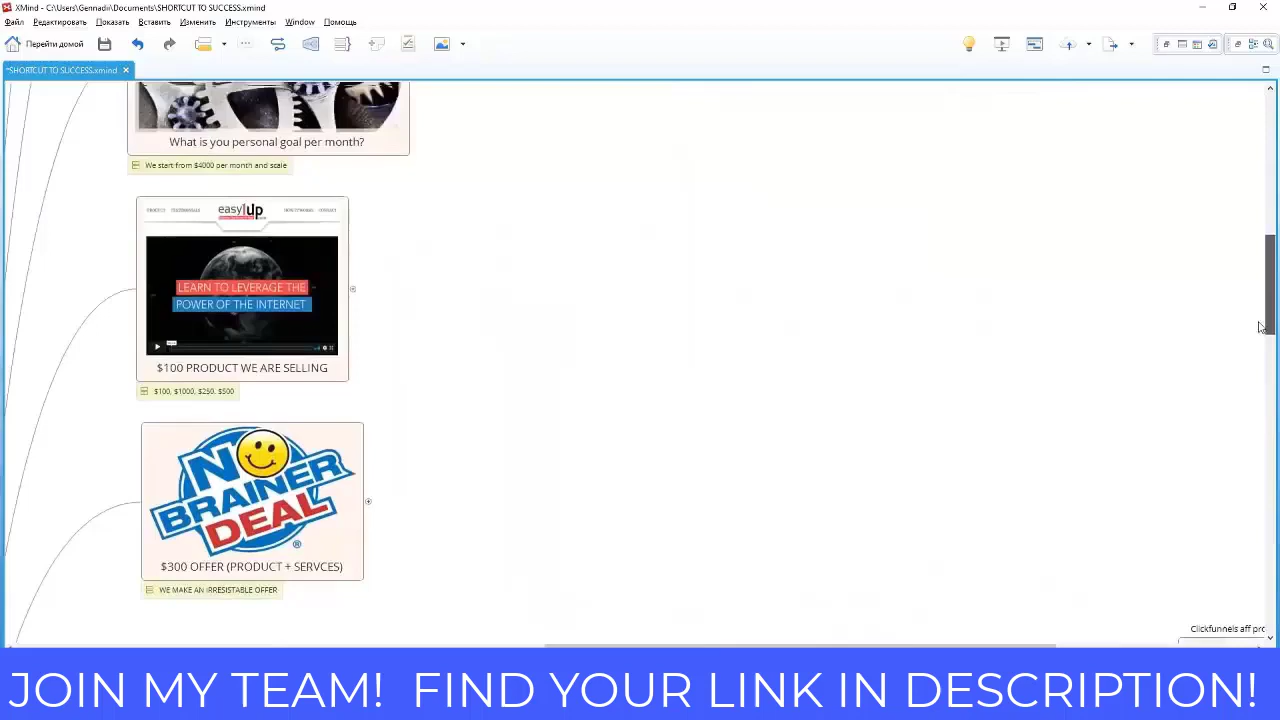 XMind - C:\Users\Gennadii\Documents\SHORTCUT TO SUCCESS.xmind
Файл Редактировать Показать Вставить Изменить Инструменты Window Помощь
Перейти домой
*SHORTCUT TO SUCCESS.xmind
What is you personal goal per month?
We start from $4000 per month and scale
easy1up
LEARN TO LEVERAGE THE
POWER OF THE INTERNET
$100 PRODUCT WE ARE SELLING
$100, $1000, $250. $500
NO
BRAINER
DEAL
$300 OFFER (PRODUCT + SERVCES)
WE MAKE AN IRRESISTABLE OFFER
Clickfunnels aff pro
JOIN MY TEAM! FIND YOUR LINK IN DESCRIPTION!